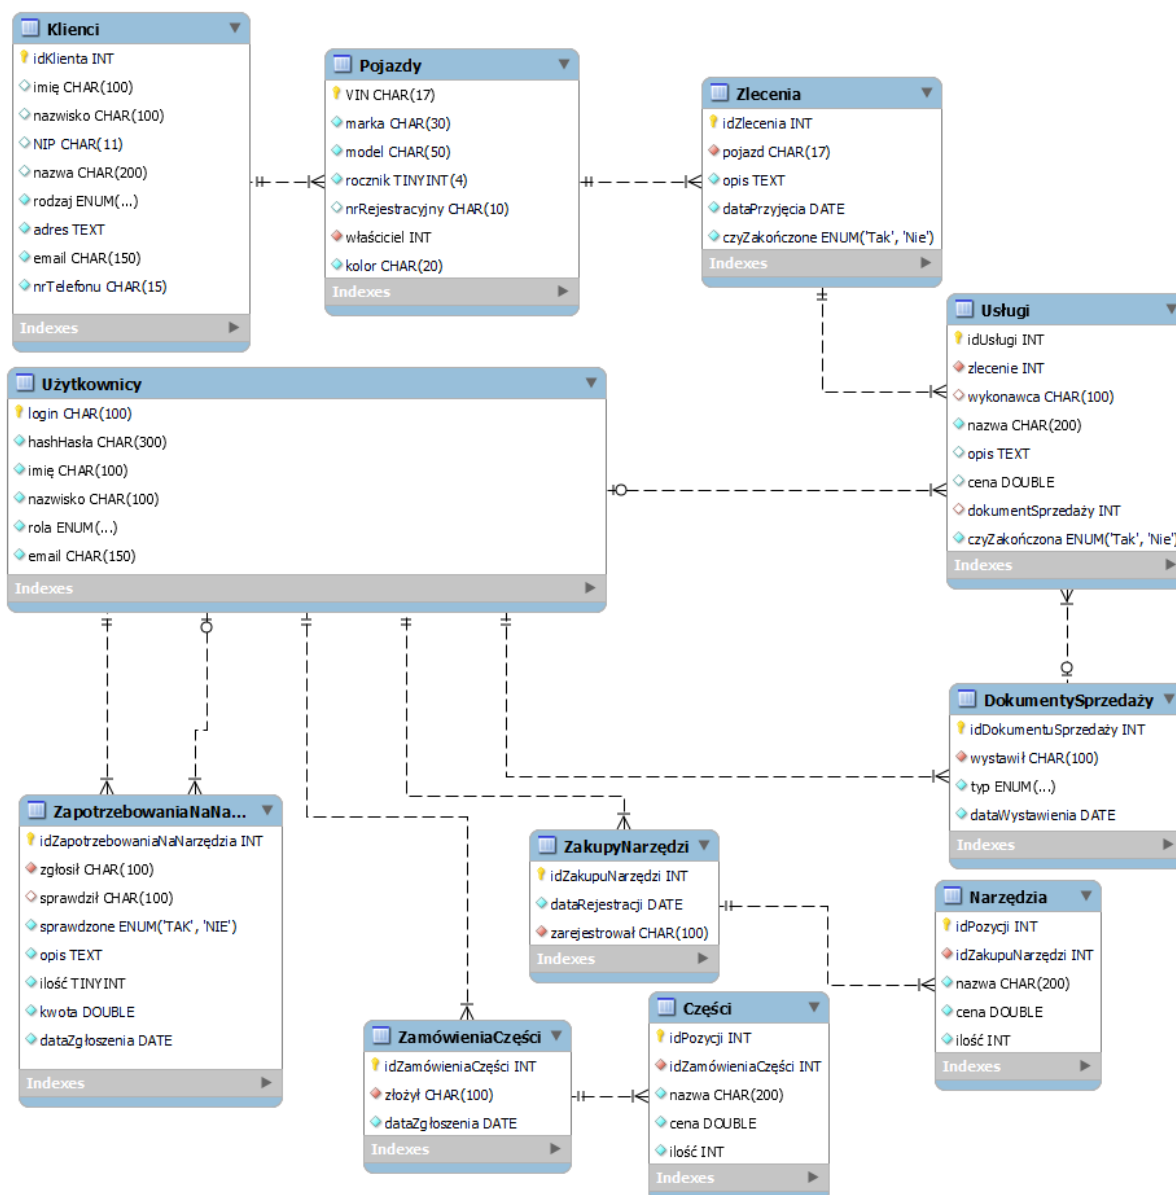 Klienci
idKlienta INT
imię CHAR(100)
nazwisko CHAR(100)
NIP CHAR(11)
nazwa CHAR(200)
rodzaj ENUM(...)
adres TEXT
email CHAR(150)
nrTelefonu CHAR(15)
Indexes
Pojazdy
VIN CHAR(17)
marka CHAR(30)
model CHAR(50)
rocznik TINYINT(4)
nrRejestracyjny CHAR(10)
właściciel INT
kolor CHAR(20)
Indexes
Zlecenia
idZlecenia INT
pojazd CHAR(17)
opis TEXT
dataPrzyjęcia DATE
czyZakończone ENUM('Tak', 'Nie')
Indexes
Usługi
idUsługi INT
zlecenie INT
wykonawca CHAR(100)
nazwa CHAR(200)
opis TEXT
cena DOUBLE
dokumentSprzedaży INT
czyZakończona ENUM('Tak', 'Nie')
Indexes
Użytkownicy
login CHAR(100)
hashHasła CHAR(300)
imię CHAR(100)
nazwisko CHAR(100)
rola ENUM(...)
email CHAR(150)
Indexes
DokumentySprzedaży
idDokumentuSprzedaży INT
wystawił CHAR(100)
typ ENUM(...)
dataWystawienia DATE
Indexes
ZapotrzebowaniaNaNa...
idZapotrzebowaniaNaNarzędzia INT
zgłosił CHAR(100)
sprawdził CHAR(100)
sprawdzone ENUM('TAK', 'NIE')
opis TEXT
ilość TINYINT
kwota DOUBLE
dataZgłoszenia DATE
Indexes
ZakupyNarzędzi
idZakupuNarzędzi INT
dataRejestracji DATE
zarejestrował CHAR(100)
Indexes
Narzędzia
idPozycji INT
idZakupuNarzędzi INT
nazwa CHAR(200)
cena DOUBLE
ilość INT
Indexes
ZamówieniaCzęści
idZamówieniaCzęści INT
złożył CHAR(100)
dataZgłoszenia DATE
Indexes
Części
idPozycji INT
idZamówieniaCzęści INT
nazwa CHAR(200)
cena DOUBLE
ilość INT
Indexes